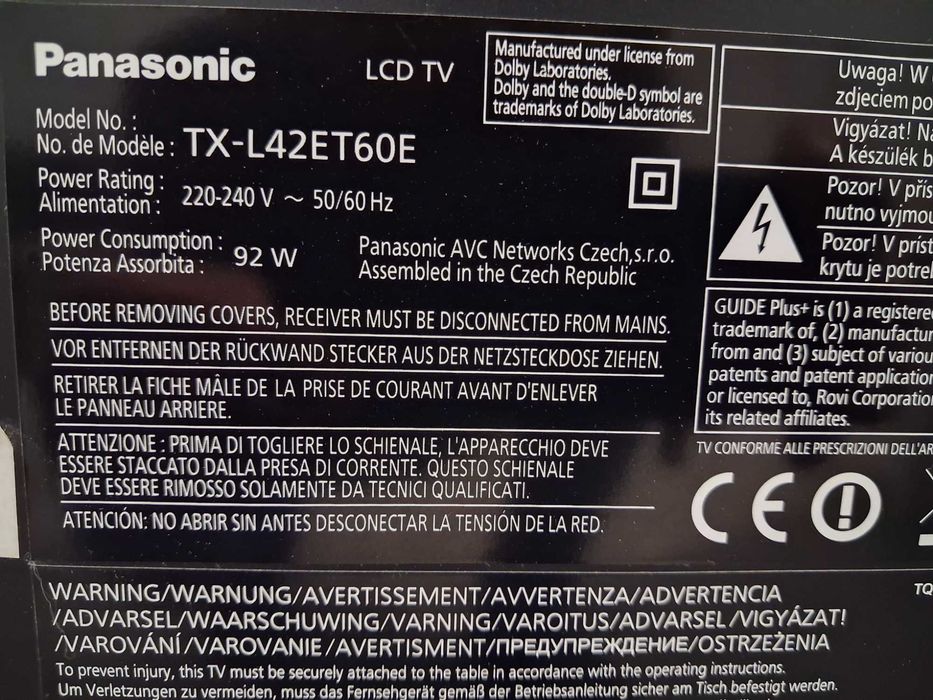 Panasonic
LCD TV
Manufactured under license from
Dolby Laboratories.
Dolby and the double-D symbol are
trademarks of Dolby Laboratories.
Model No. :
No. de Modèle : TX-L42ET60E
Power Rating :
Alimentation : 220-240 V ~ 50/60 Hz
Power Consumption :
Potenza Assorbita : 92 W
Panasonic AVC Networks Czech,s.r.o.
Assembled in the Czech Republic
BEFORE REMOVING COVERS, RECEIVER MUST BE DISCONNECTED FROM MAINS.
VOR ENTFERNEN DER RÜCKWAND STECKER AUS DER NETZSTECKDOSE ZIEHEN.
RETIRER LA FICHE MÂLE DE LA PRISE DE COURANT AVANT D'ENLEVER
LE PANNEAU ARRIERE.
ATTENZIONE : PRIMA DI TOGLIERE LO SCHIENALE, L'APPARECCHIO DEVE
ESSERE STACCATO DALLA PRESA DI CORRENTE. QUESTO SCHIENALE
DEVE ESSERE RIMOSSO SOLAMENTE DA TECNICI QUALIFICATI.
ATENCIÓN: NO ABRIR SIN ANTES DESCONECTAR LA TENSIÓN DE LA RED.
Uwaga! W
zdjeciem po
Vigyázat!
A készülék b
Pozor! V přís
nutno vyjmou
Pozor! V príst
krytu je potre
GUIDE Plus+ is (1) a registere
trademark of, (2) manufactur
from and (3) subject of variou
patents and patent application
or licensed to, Rovi Corporatio
its related affiliates.
TV CONFORME ALLE PRESCRIZIONI DELL'AR
CE
TQ
WARNING/WARNUNG/AVERTISSEMENT/AVVERTENZA/ADVERTENCIA
/ADVARSEL/WAARSCHUWING/VARNING/VAROITUS/ADVARSEL/VIGYÁZAT!
/VAROVÁNÍ/VAROVANIE/AVERTISMENT/ПРЕДУПРЕЖДЕНИЕ/OSTRZEŻENIA
To prevent injury, this TV must be securely attached to the table in accordance with the operating instructions.
Um Verletzungen zu vermeiden, muss das Fernsehgerät gemäß der Betriebsanleitung sicher am Tisch befestigt werden.